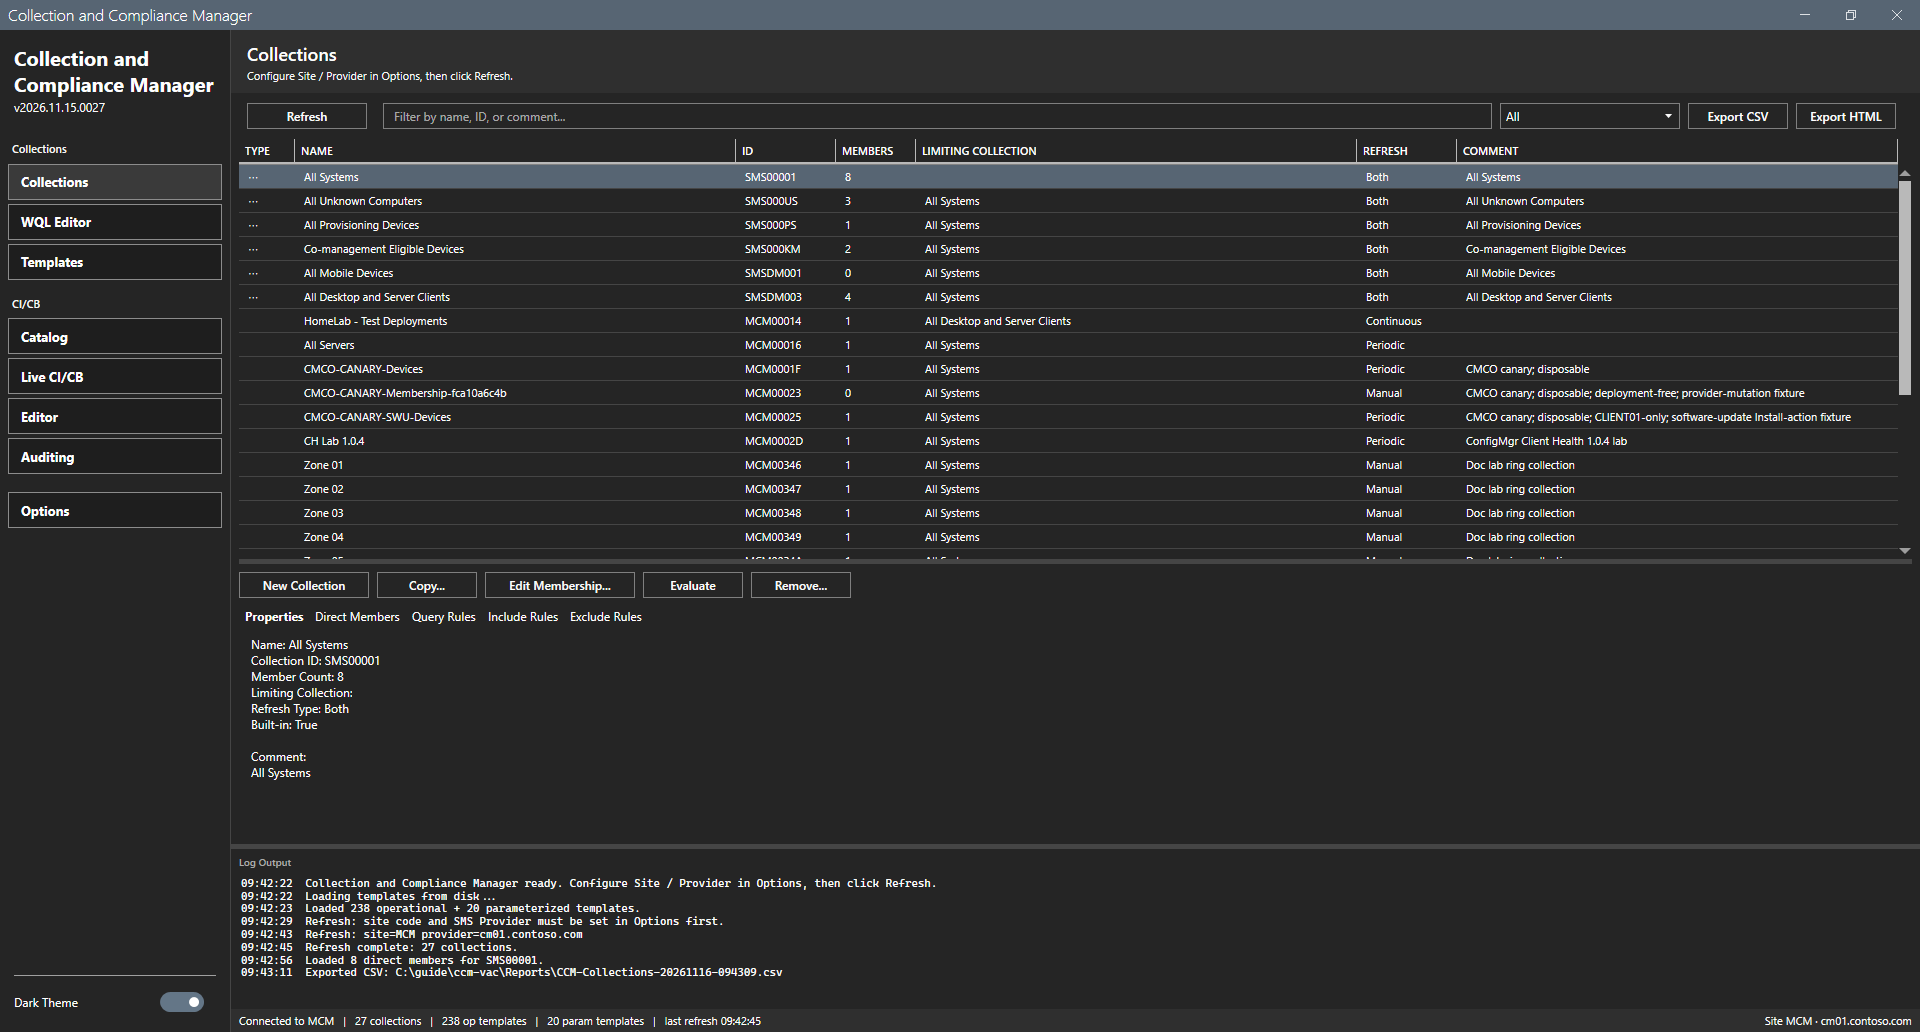 Collection and Compliance Manager
Collection and
Compliance Manager
v2026.11.15.0027
Collections
Collections
WQL Editor
Templates
CI/CB
Catalog
Live CI/CB
Editor
Auditing
Options
Dark Theme
Collections
Configure Site / Provider in Options, then click Refresh.
Refresh Filter by name, ID, or comment... All Export CSV Export HTML
TYPE NAME ID MEMBERS LIMITING COLLECTION REFRESH COMMENT
... All Systems SMS00001 8 Both All Systems
... All Unknown Computers SMS000US 3 All Systems Both All Unknown Computers
... All Provisioning Devices SMS000PS 1 All Systems Both All Provisioning Devices
... Co-management Eligible Devices SMS000KM 2 All Systems Both Co-management Eligible Devices
... All Mobile Devices SMSDM001 0 All Systems Both All Mobile Devices
... All Desktop and Server Clients SMSDM003 4 All Systems Both All Desktop and Server Clients
HomeLab - Test Deployments MCM00014 1 All Desktop and Server Clients Continuous
All Servers MCM00016 1 All Systems Periodic
CMCO-CANARY-Devices MCM0001F 1 All Systems Periodic CMCO canary; disposable
CMCO-CANARY-Membership-fca10a6c4b MCM00023 0 All Systems Manual CMCO canary; disposable; deployment-free; provider-mutation fixture
CMCO-CANARY-SWU-Devices MCM00025 1 All Systems Periodic CMCO canary; disposable; CLIENT01-only; software-update Install-action fixture
CH Lab 1.0.4 MCM0002D 1 All Systems Periodic ConfigMgr Client Health 1.0.4 lab
Zone 01 MCM00346 1 All Systems Manual Doc lab ring collection
Zone 02 MCM00347 1 All Systems Manual Doc lab ring collection
Zone 03 MCM00348 1 All Systems Manual Doc lab ring collection
Zone 04 MCM00349 1 All Systems Manual Doc lab ring collection
New Collection Copy... Edit Membership... Evaluate Remove...
Properties Direct Members Query Rules Include Rules Exclude Rules
Name: All Systems
Collection ID: SMS00001
Member Count: 8
Limiting Collection:
Refresh Type: Both
Built-in: True
Comment:
All Systems
Log Output
09:42:22 Collection and Compliance Manager ready. Configure Site / Provider in Options, then click Refresh.
09:42:22 Loading templates from disk...
09:42:23 Loaded 238 operational + 20 parameterized templates.
09:42:29 Refresh: site code and SMS Provider must be set in Options first.
09:42:43 Refresh: site=MCM provider=cm01.contoso.com
09:42:45 Refresh complete: 27 collections.
09:42:56 Loaded 8 direct members for SMS00001.
09:43:11 Exported CSV: C:\guide\ccm-vac\Reports\CCM-Collections-20261116-094309.csv
Connected to MCM | 27 collections | 238 op templates | 20 param templates | last refresh 09:42:45
Site MCM · cm01.contoso.com